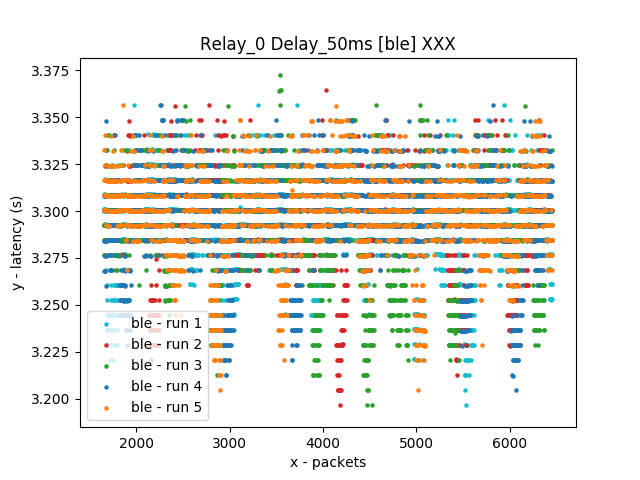 Relay_0 Delay_50ms [ble] XXX
y - latency (s)
3.375
3.350
3.325
3.300
3.275
3.250
3.225
3.200
ble - run 1
ble - run 2
ble - run 3
ble - run 4
ble - run 5
2000 3000 4000 5000 6000
x - packets